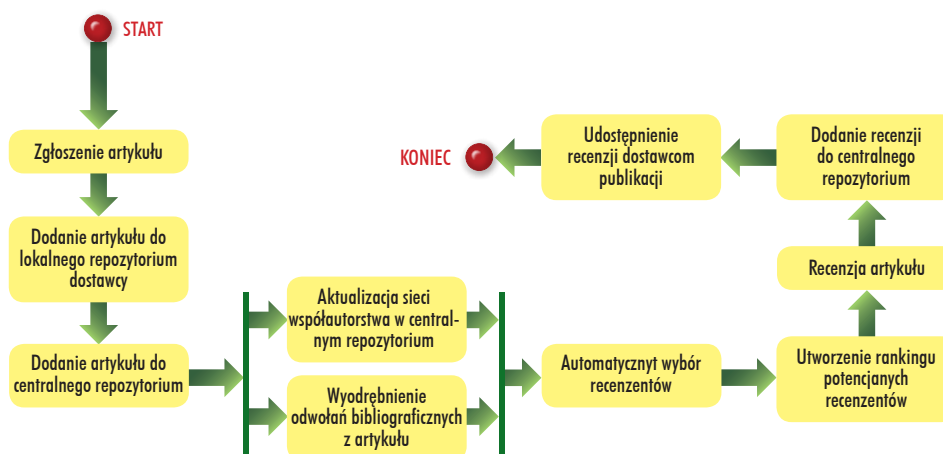 START
Zgłoszenie artykułu
Dodanie artykułu do
lokalnego repozytorium
dostawcy
Dodanie artykułu do
centralnego repozytorium
Aktualizacja sieci
współautorstwa w central-
nym repozytorium
Wyodrębnienie
odwołań bibliograficznych
z artykułu
Automatycznyt wybór
recenzentów
Utworzenie rankingu
potencjanych
recenzentów
Recenzja artykułu
Dodanie recenzji
do centralnego
repozytorium
Udostępnienie
recenzji dostawcom
publikacji
KONIEC